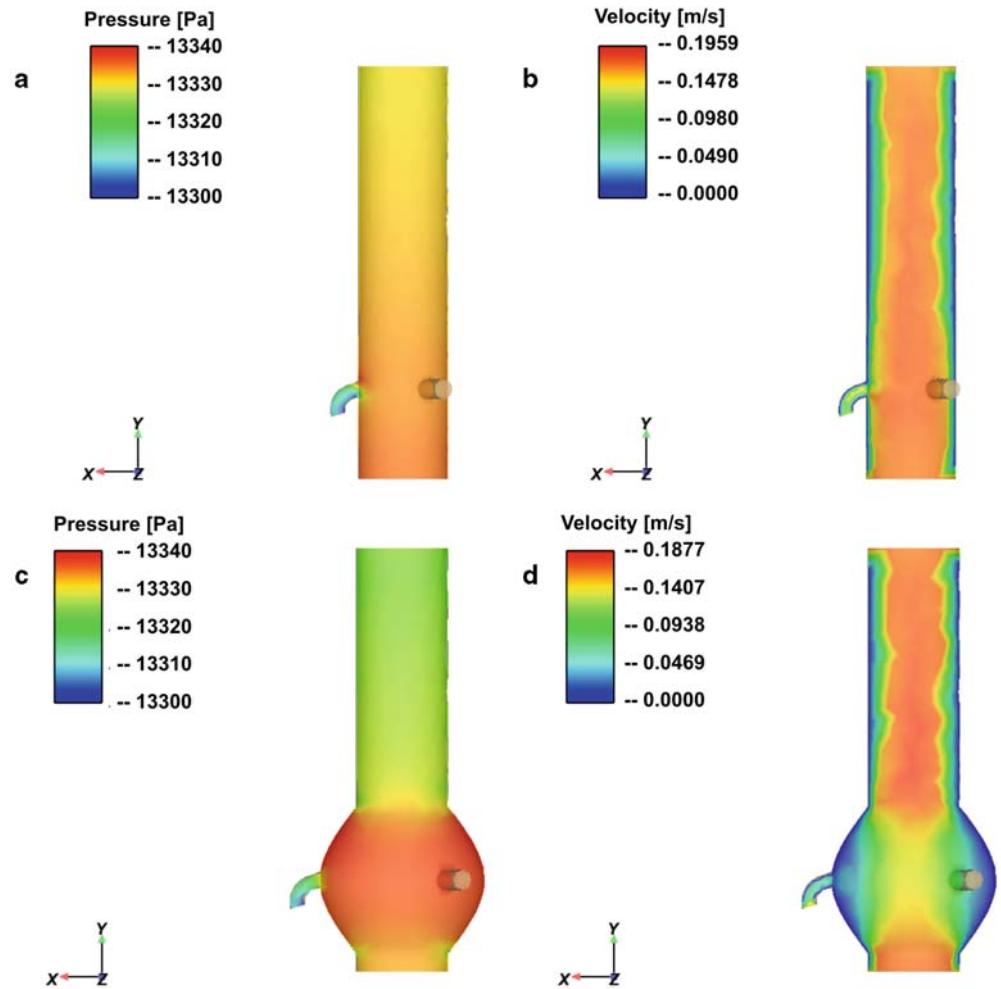 Pressure [Pa]
a
-- 13340
-- 13330
-- 13320
-- 13310
-- 13300
Y
X
Z
Velocity [m/s]
b
-- 0.1959
-- 0.1478
-- 0.0980
-- 0.0490
-- 0.0000
Y
X
Z
Pressure [Pa]
c
-- 13340
-- 13330
-- 13320
-- 13310
-- 13300
Y
X
Z
Velocity [m/s]
d
-- 0.1877
-- 0.1407
-- 0.0938
-- 0.0469
-- 0.0000
Y
X
Z